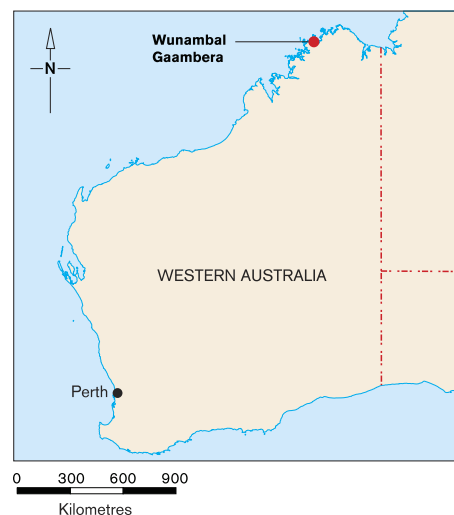 Wunambal
Gaambera
N
WESTERN AUSTRALIA
Perth
0 300 600 900
Kilometres